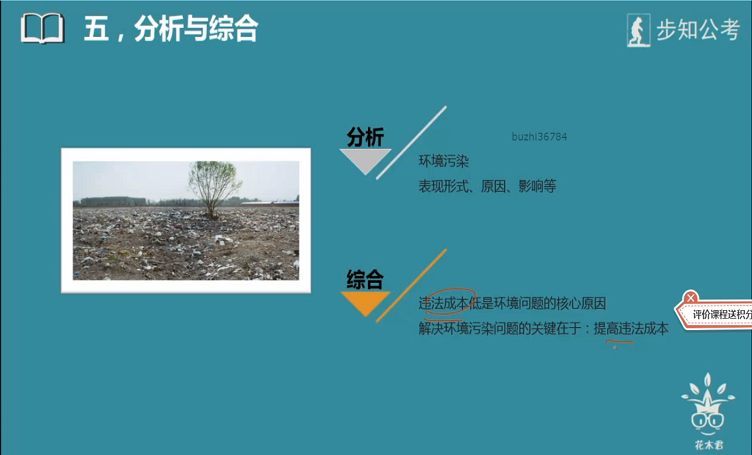 五，分析与综合
步知公考
分析
buzhi36784
环境污染
表现形式、原因、影响等
综合
违法成本低是环境问题的核心原因
解决环境污染问题的关键在于：提高违法成本
评价课程送积分
花木君